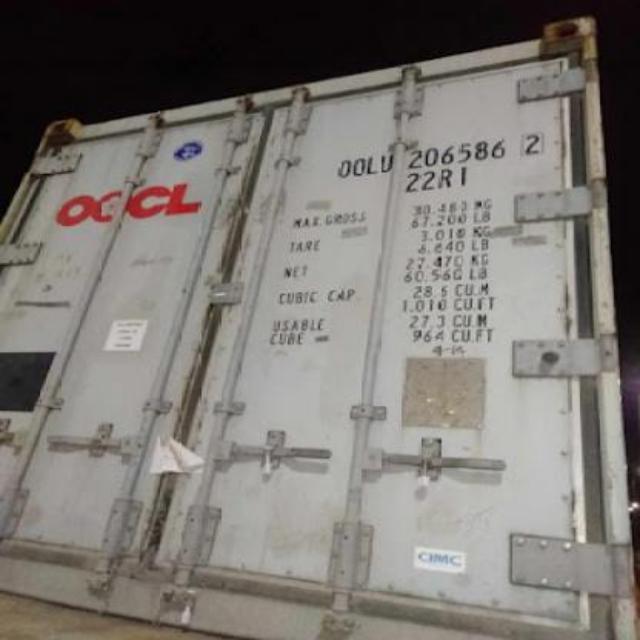 OOCL
OOLU 206586 2
22R1
MAX.GROSS 30.480 KG
67.200 LB
TARE 3.010 KG
6.640 LB
NET 27.470 KG
60.560 LB
CUBIC CAP. 28.5 CU.M
1.010 CU.FT
USABLE 27.3 CU.M
CUBE 964 CU.FT
CIMC